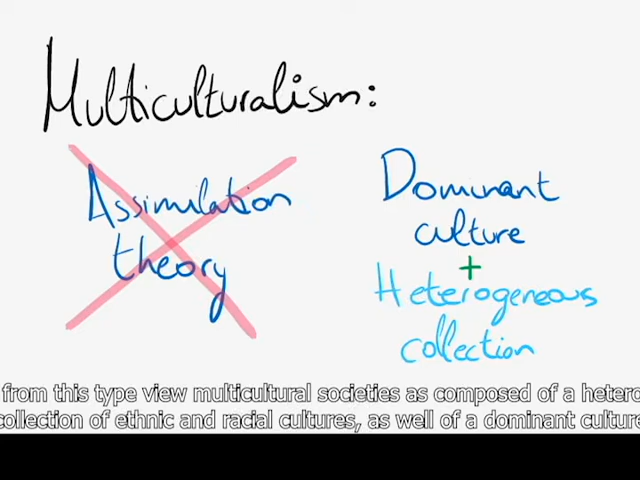 Multiculturalism:
Assimilation
theory
Dominant
culture
+
Heterogeneous
collection
from this type view multicultural societies as composed of a hetero
collection of ethnic and racial cultures, as well of a dominant culture